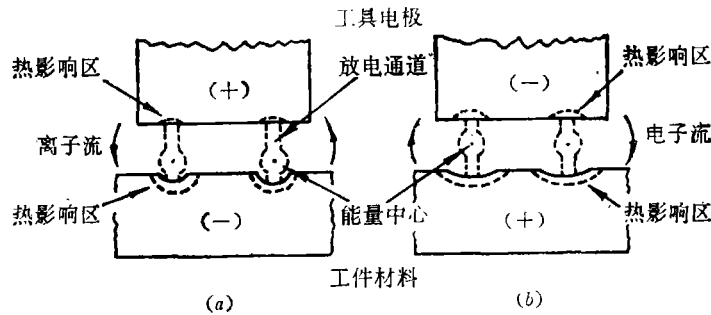 工具电极
热影响区
(+)
放电通道
(-)
热影响区
离子流
电子流
热影响区
(-)
能量中心
(+)
热影响区
工件材料
(a)
(b)